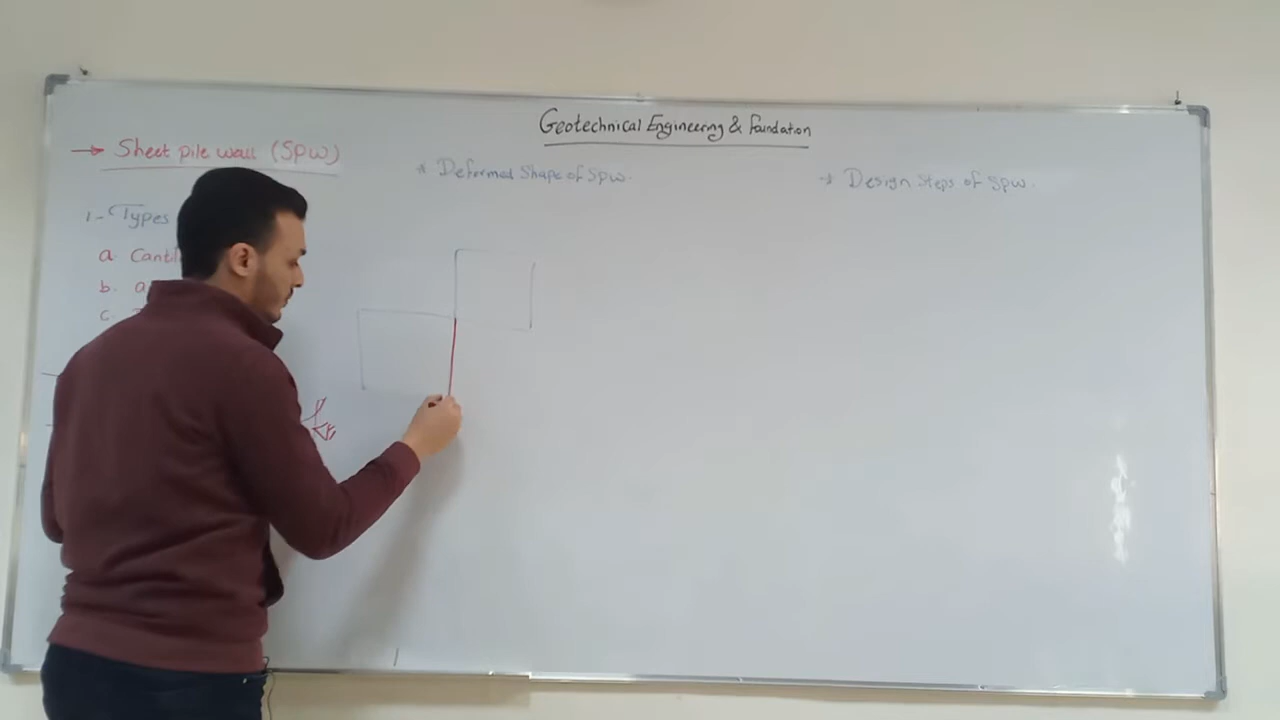 Geotechnical Engineering & Foundation
→ Sheet pile wall (SPW)
1- Types
a. Cantil
b. a
c.
* Deformed Shape of SPW.
→ Design Steps of SPW.